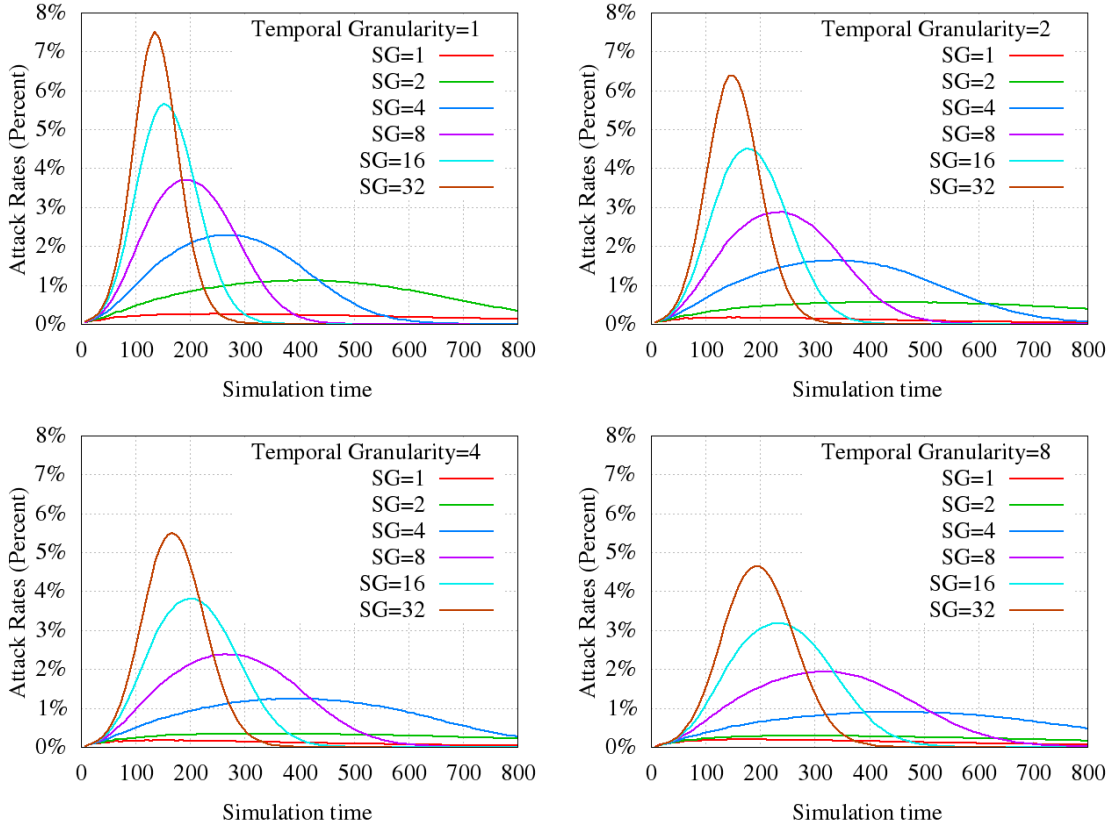 8%
7%
6%
5%
4%
3%
2%
1%
0%
Attack Rates (Percent)
Temporal Granularity=1
SG=1
SG=2
SG=4
SG=8
SG=16
SG=32
0 100 200 300 400 500 600 700 800
Simulation time
8%
7%
6%
5%
4%
3%
2%
1%
0%
Attack Rates (Percent)
Temporal Granularity=2
SG=1
SG=2
SG=4
SG=8
SG=16
SG=32
0 100 200 300 400 500 600 700 800
Simulation time
8%
7%
6%
5%
4%
3%
2%
1%
0%
Attack Rates (Percent)
Temporal Granularity=4
SG=1
SG=2
SG=4
SG=8
SG=16
SG=32
0 100 200 300 400 500 600 700 800
Simulation time
8%
7%
6%
5%
4%
3%
2%
1%
0%
Attack Rates (Percent)
Temporal Granularity=8
SG=1
SG=2
SG=4
SG=8
SG=16
SG=32
0 100 200 300 400 500 600 700 800
Simulation time